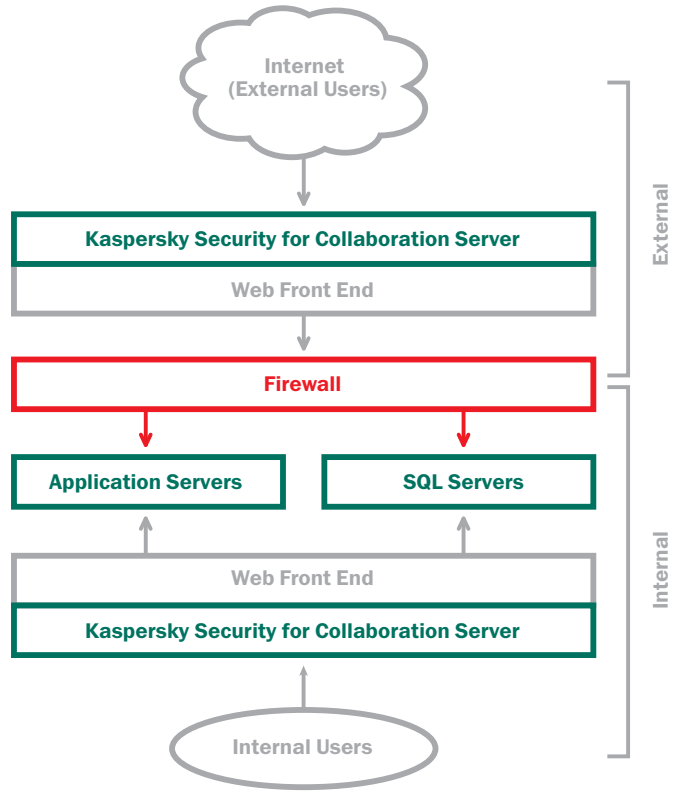 Internet
(External Users)
External
Kaspersky Security for Collaboration Server
Web Front End
Firewall
Application Servers
SQL Servers
Internal
Web Front End
Kaspersky Security for Collaboration Server
Internal Users